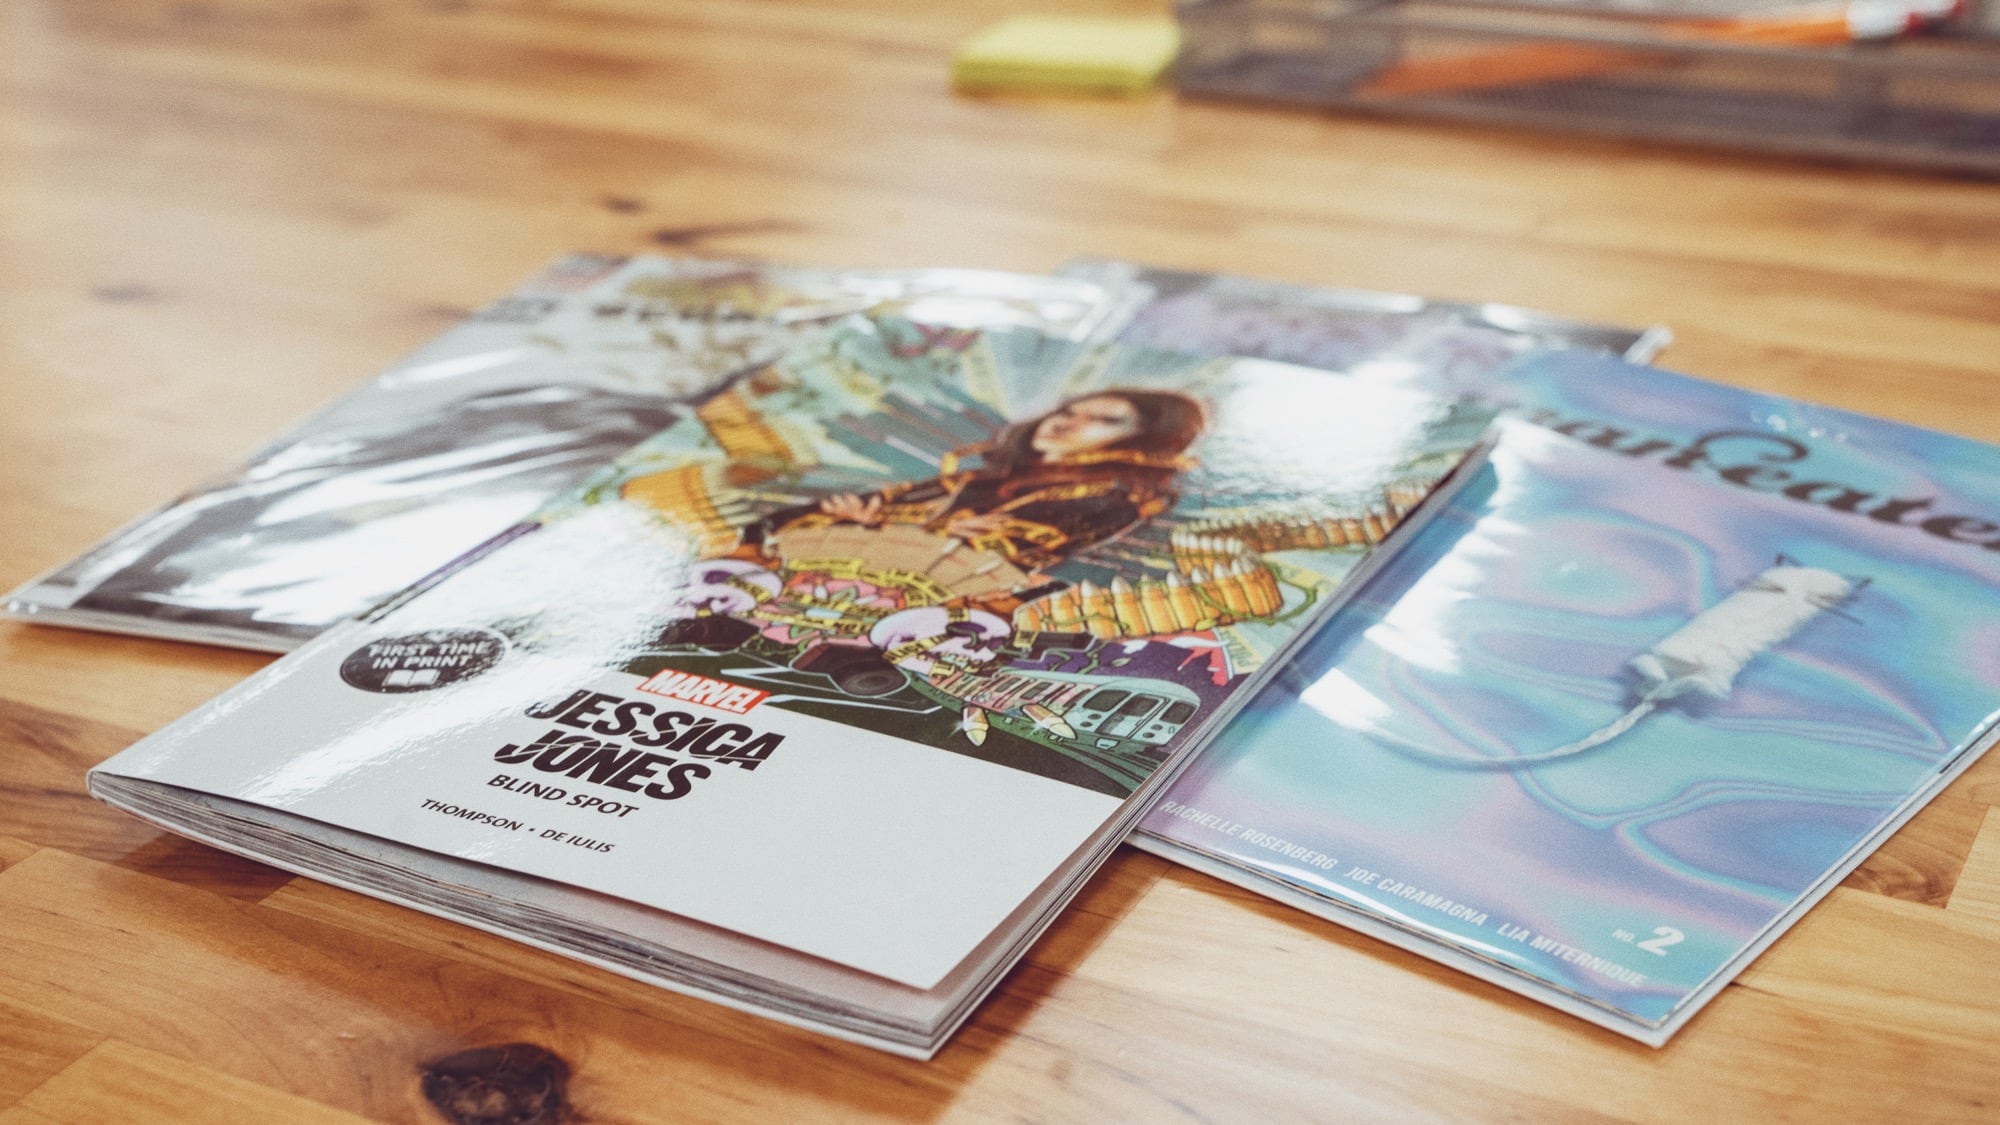 FIRST TIME
IN PRINT
MARVEL
JESSICA
JONES
BLIND SPOT
THOMPSON • DE IULIS
RACHELLE ROSENBERG JOE CARAMAGNA LIA MITERNIQUE
NO. 2